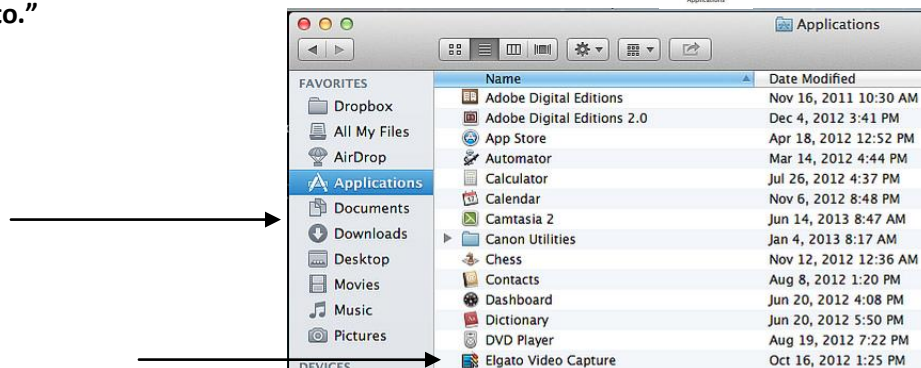 to.”
Applications
Applications
FAVORITES
Dropbox
All My Files
AirDrop
Applications
Documents
Downloads
Desktop
Movies
Music
Pictures
DEVICES
Name Date Modified
Adobe Digital Editions Nov 16, 2011 10:30 AM
Adobe Digital Editions 2.0 Dec 4, 2012 3:41 PM
App Store Apr 18, 2012 12:52 PM
Automator Mar 14, 2012 4:44 PM
Calculator Jul 26, 2012 4:37 PM
Calendar Nov 6, 2012 8:48 PM
Camtasia 2 Jun 14, 2013 8:47 AM
Canon Utilities Jan 4, 2013 8:17 AM
Chess Nov 12, 2012 12:36 AM
Contacts Aug 8, 2012 1:20 PM
Dashboard Jun 20, 2012 4:08 PM
Dictionary Jun 20, 2012 5:50 PM
DVD Player Aug 19, 2012 7:22 PM
Elgato Video Capture Oct 16, 2012 1:25 PM